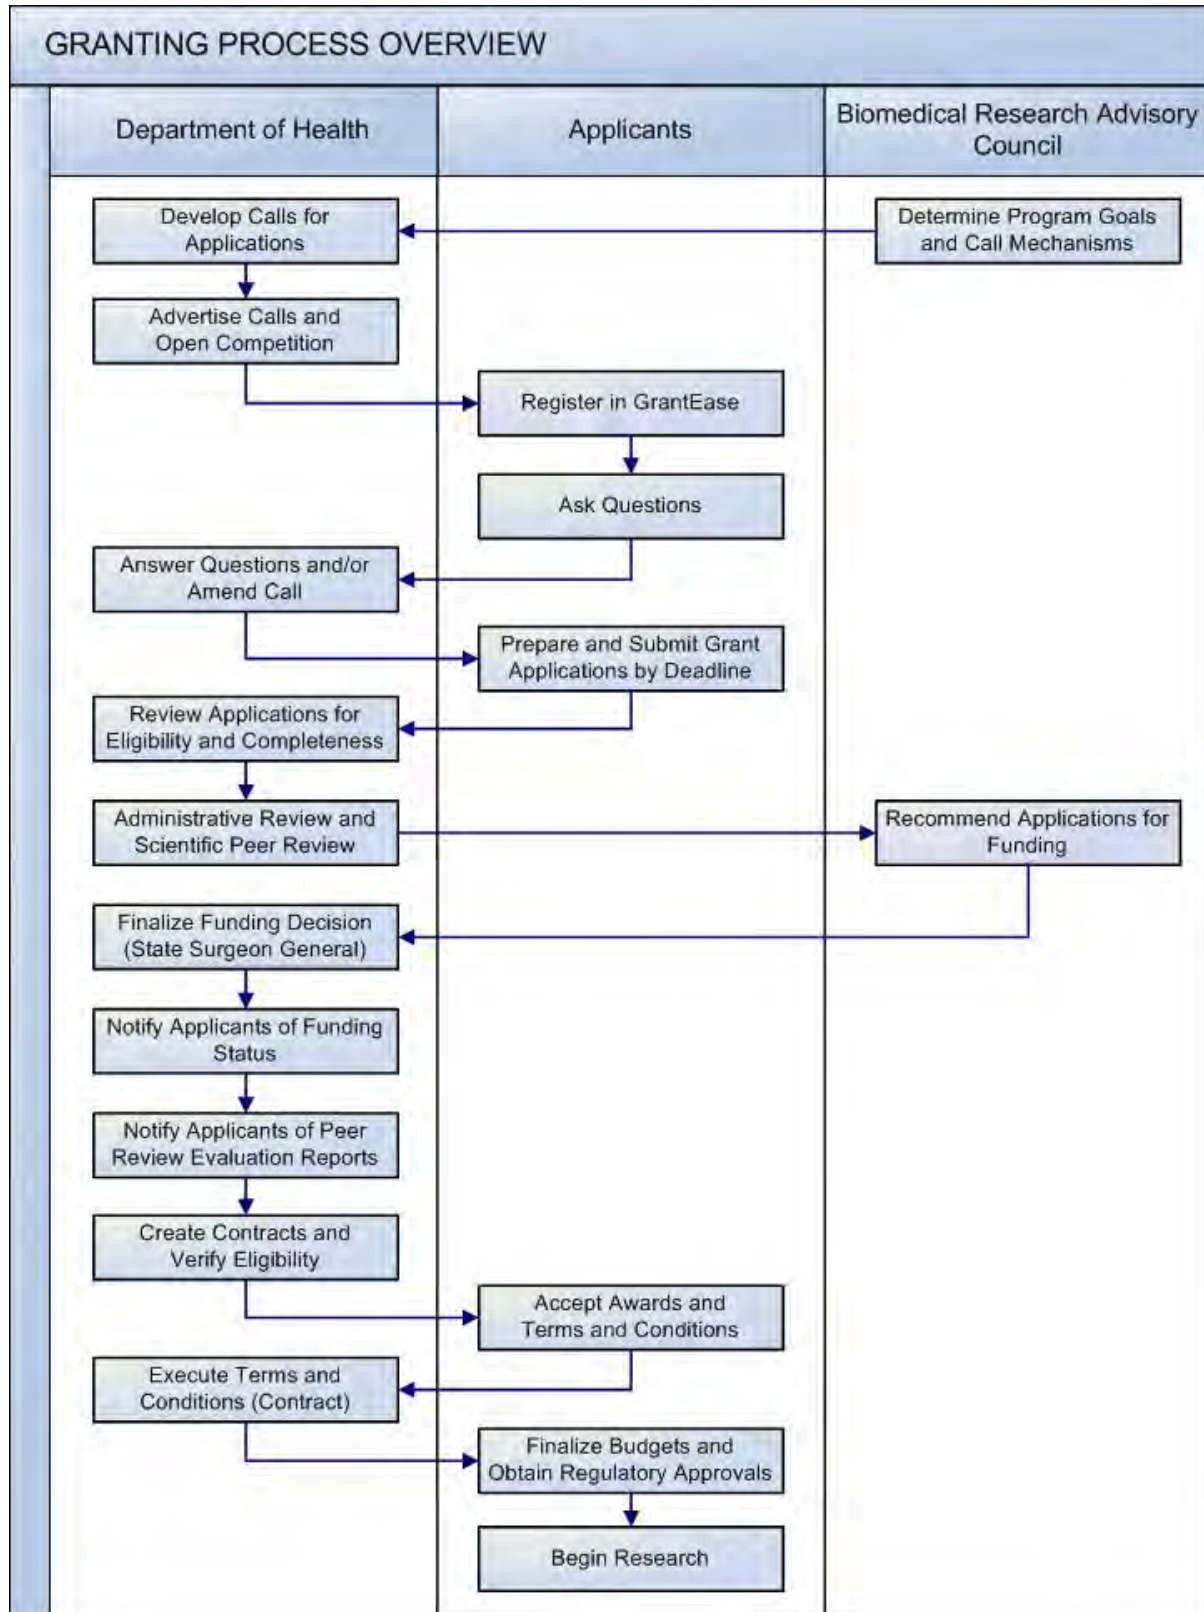 GRANTING PROCESS OVERVIEW
Department of Health
Applicants
Biomedical Research Advisory
Council
Determine Program Goals
and Call Mechanisms
Develop Calls for
Applications
Advertise Calls and
Open Competition
Register in GrantEase
Ask Questions
Answer Questions and/or
Amend Call
Prepare and Submit Grant
Applications by Deadline
Review Applications for
Eligibility and Completeness
Administrative Review and
Scientific Peer Review
Recommend Applications for
Funding
Finalize Funding Decision
(State Surgeon General)
Notify Applicants of Funding
Status
Notify Applicants of Peer
Review Evaluation Reports
Create Contracts and
Verify Eligibility
Accept Awards and
Terms and Conditions
Execute Terms and
Conditions (Contract)
Finalize Budgets and
Obtain Regulatory Approvals
Begin Research